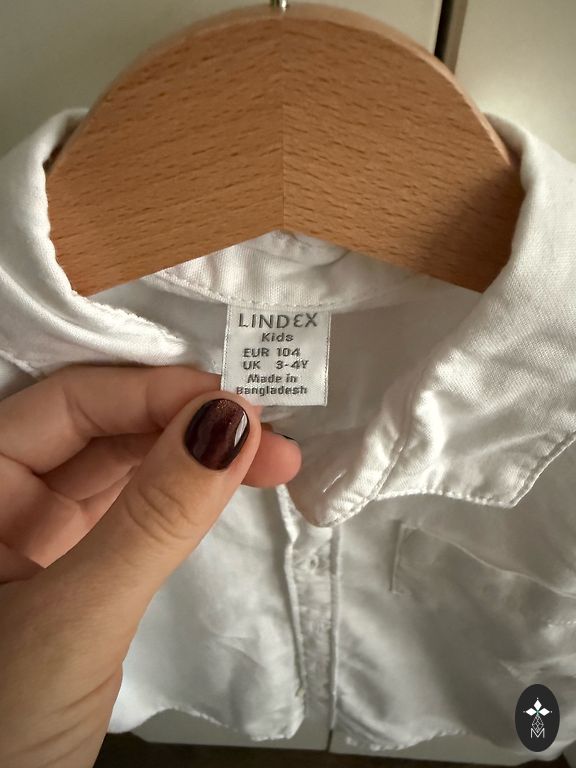 LINDEX
Kids
EUR 104
UK 3-4Y
Made in
Bangladesh
M